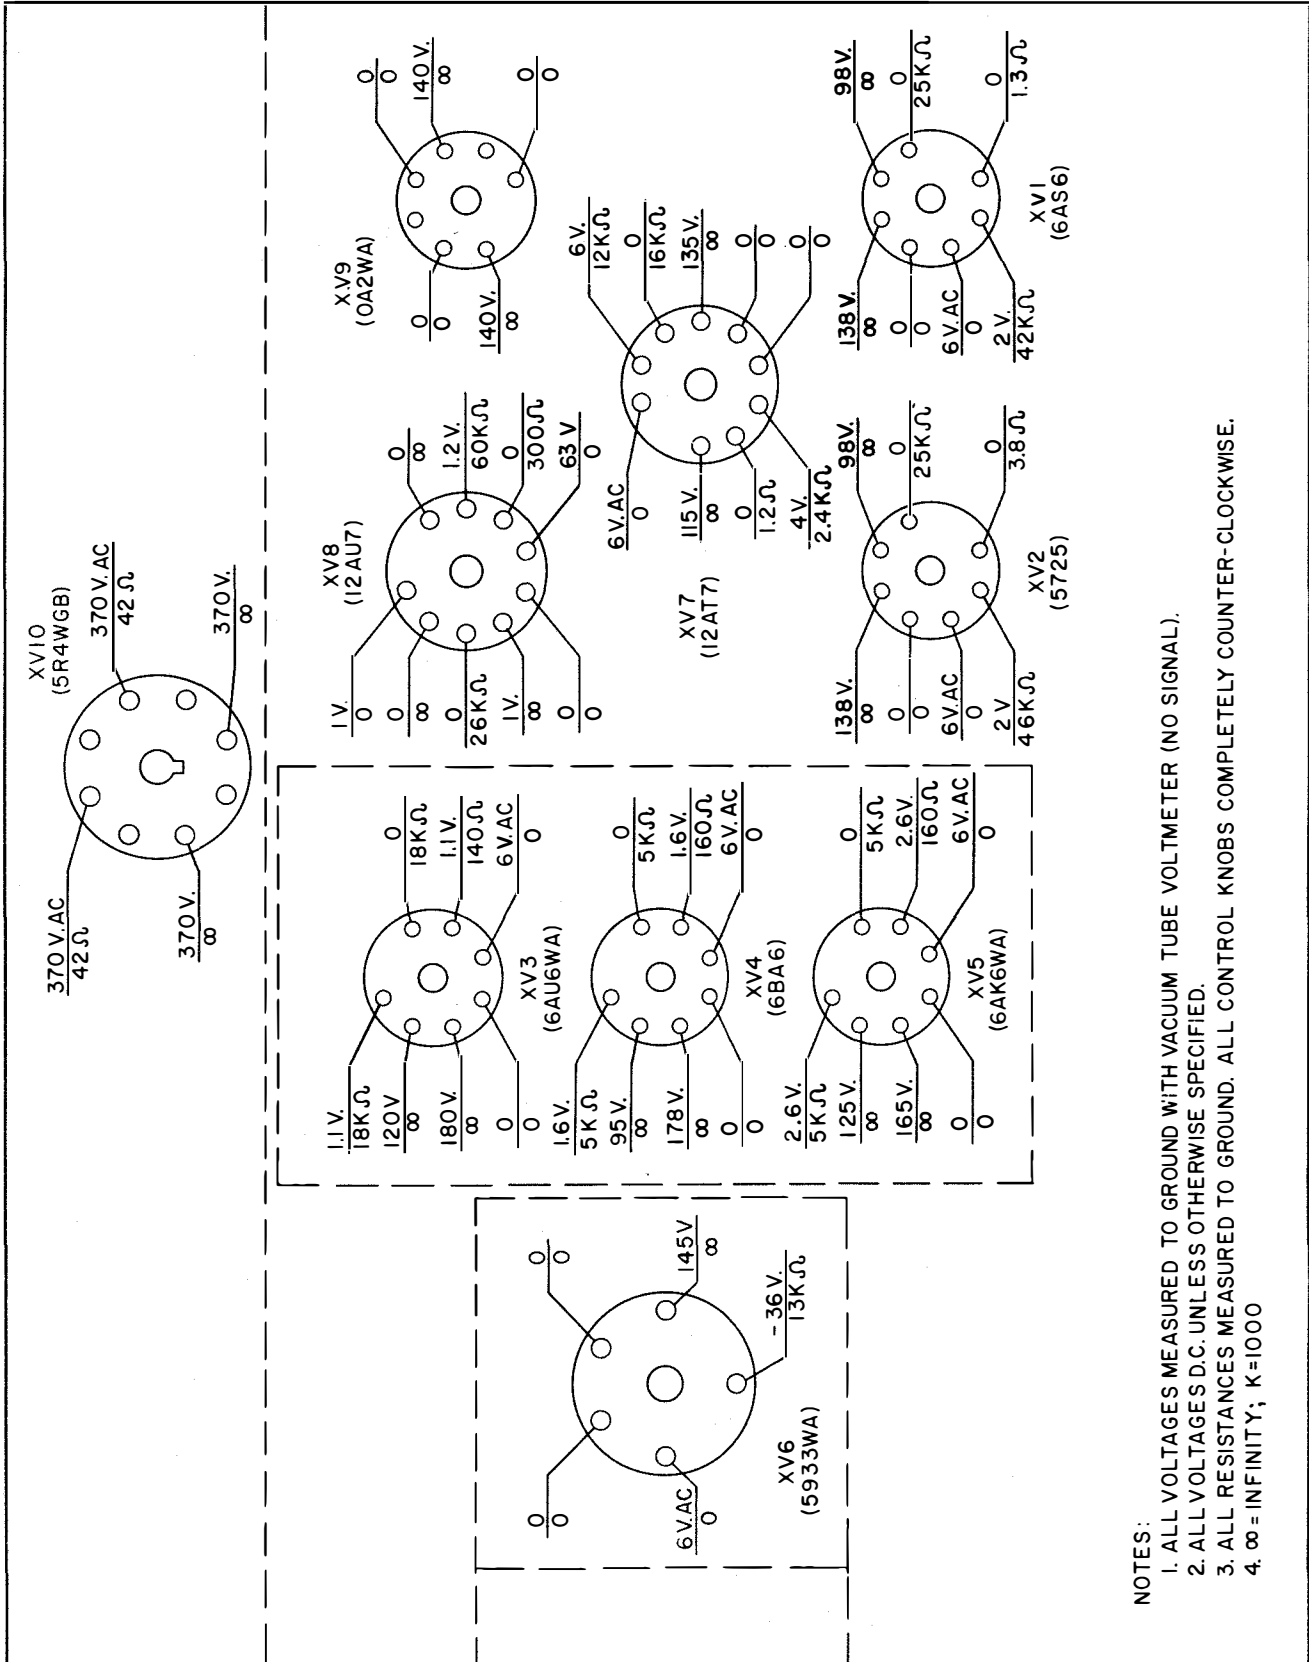 XV10
(5R4WGB)
370 V. AC
42 Ω
370 V.
∞
370 V. AC
42 Ω
370 V.
∞
XV9
(0A2WA)
0
0
140 V.
∞
0
0
140 V.
∞
0
0
XV8
(12AU7)
1 V.
0
0
∞
0
26KΩ
1 V.
∞
0
0
0
∞
1.2 V.
60KΩ
0
300Ω
63 V
0
XV7
(12AT7)
6 V.AC
0
115 V.
∞
0
1.2Ω
4 V.
2.4KΩ
6 V.
12KΩ
0
16KΩ
135 V.
∞
0
0
0
0
XV1
(6AS6)
138 V.
∞
0
0
6 V.AC
0
2 V.
42KΩ
98 V.
∞
0
25KΩ
0
1.3Ω
XV2
(5725)
138 V.
∞
0
0
6 V.AC
0
2 V
46KΩ
98 V.
∞
0
25KΩ
0
3.8Ω
XV3
(6AU6WA)
1.1 V.
18KΩ
120 V
∞
180 V.
∞
0
0
0
18KΩ
1.1 V.
140Ω
6 V.AC
0
XV4
(6BA6)
1.6 V.
5KΩ
95 V.
∞
178 V.
∞
0
0
0
5KΩ
1.6 V.
160Ω
6 V.AC
0
XV5
(6AK6WA)
2.6 V.
5KΩ
125 V.
∞
165 V.
∞
0
0
0
5KΩ
2.6 V.
160Ω
6 V.AC
0
XV6
(5933WA)
0
0
6 V.AC
0
0
0
145 V
∞
-36 V.
13KΩ
NOTES:
1. ALL VOLTAGES MEASURED TO GROUND WITH VACUUM TUBE VOLTMETER (NO SIGNAL).
2. ALL VOLTAGES D.C. UNLESS OTHERWISE SPECIFIED.
3. ALL RESISTANCES MEASURED TO GROUND. ALL CONTROL KNOBS COMPLETELY COUNTER-CLOCKWISE.
4. ∞ = INFINITY; K=1000